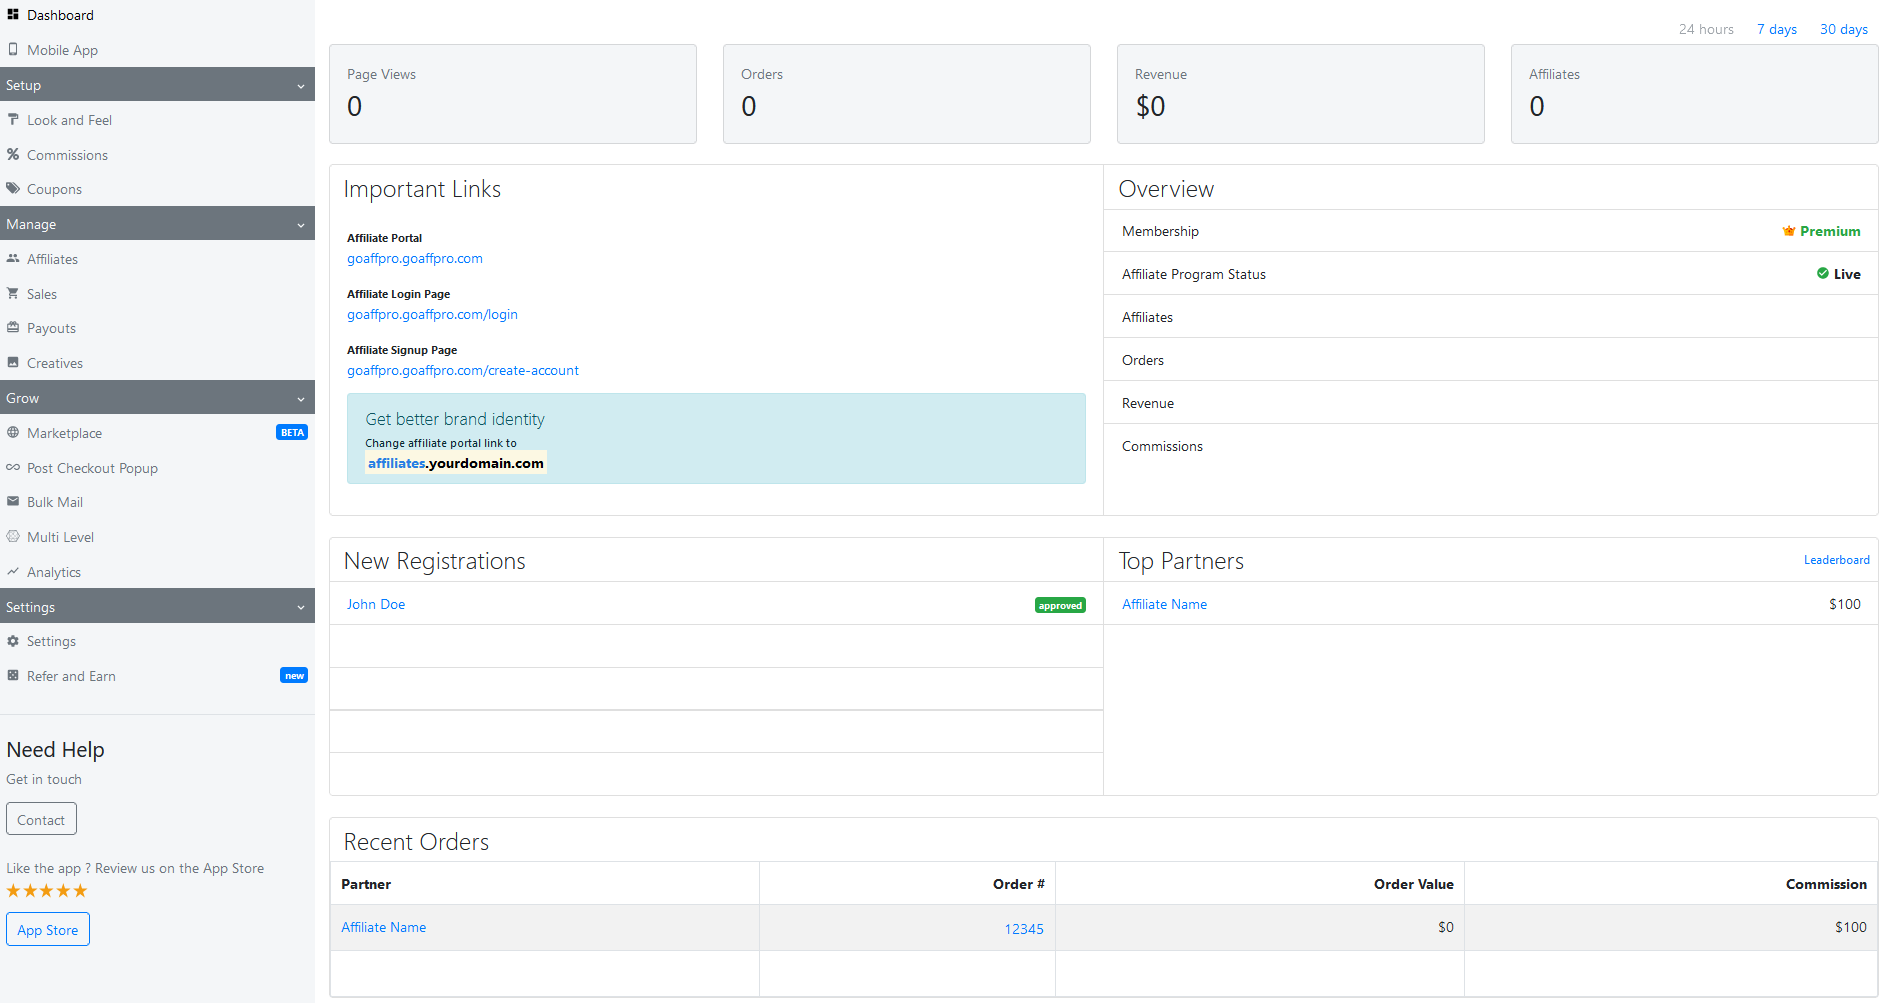 Dashboard
Mobile App
Setup
Look and Feel
Commissions
Coupons
Manage
Affiliates
Sales
Payouts
Creatives
Grow
Marketplace BETA
Post Checkout Popup
Bulk Mail
Multi Level
Analytics
Settings
Settings
Refer and Earn new
Need Help
Get in touch
Contact
Like the app ? Review us on the App Store
App Store
24 hours 7 days 30 days
Page Views
0
Orders
0
Revenue
$0
Affiliates
0
Important Links
Affiliate Portal
goaffpro.goaffpro.com
Affiliate Login Page
goaffpro.goaffpro.com/login
Affiliate Signup Page
goaffpro.goaffpro.com/create-account
Get better brand identity
Change affiliate portal link to
affiliates.yourdomain.com
Overview
Membership Premium
Affiliate Program Status Live
Affiliates
Orders
Revenue
Commissions
New Registrations
John Doe approved
Top Partners Leaderboard
Affiliate Name $100
Recent Orders
Partner Order # Order Value Commission
Affiliate Name 12345 $0 $100